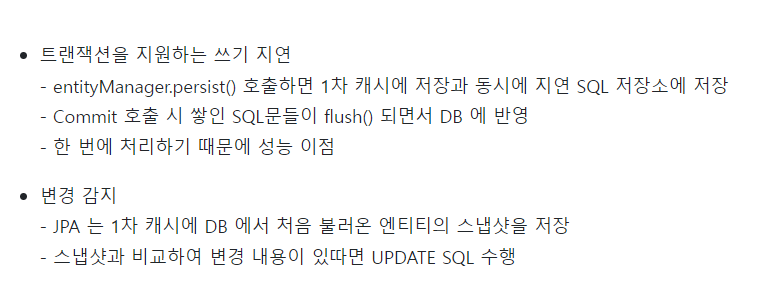 • 트랜잭션을 지원하는 쓰기 지연
- entityManager.persist() 호출하면 1차 캐시에 저장과 동시에 지연 SQL 저장소에 저장
- Commit 호출 시 쌓인 SQL문들이 flush() 되면서 DB 에 반영
- 한 번에 처리하기 때문에 성능 이점
• 변경 감지
- JPA 는 1차 캐시에 DB 에서 처음 불러온 엔티티의 스냅샷을 저장
- 스냅샷과 비교하여 변경 내용이 있따면 UPDATE SQL 수행